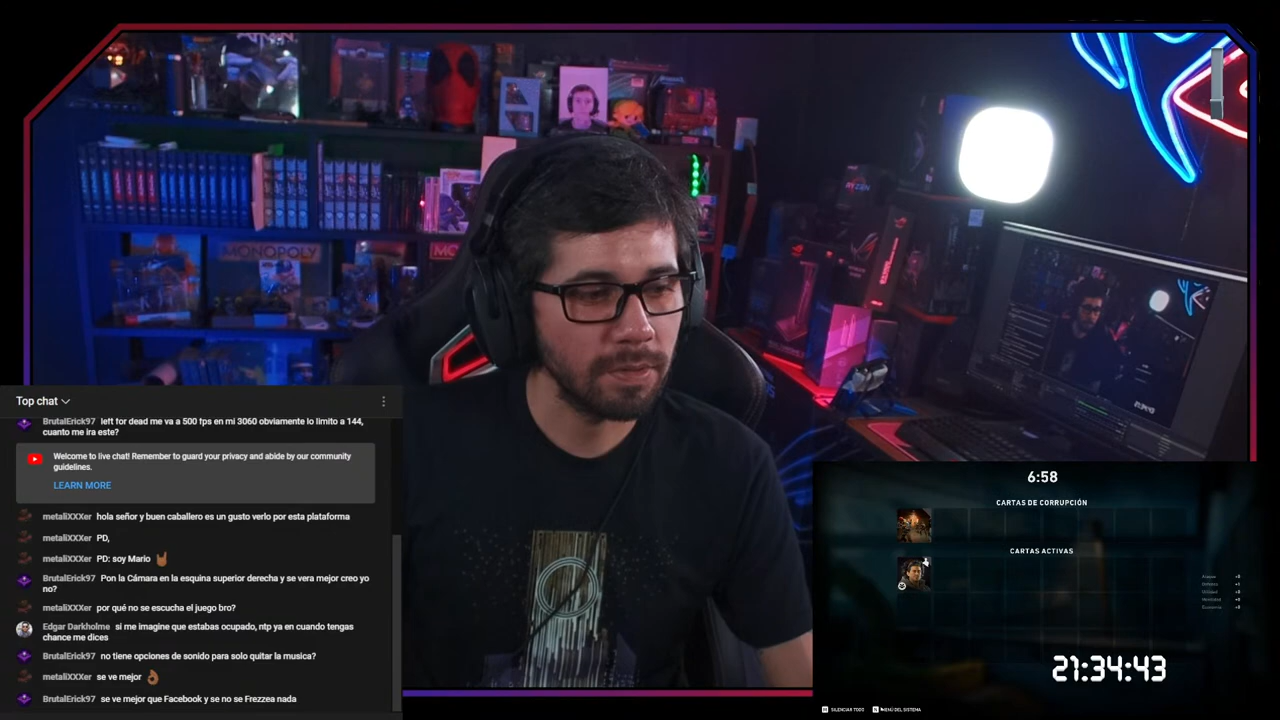 MONOPOLY
RYZEN
Top chat
BrutalErick97 left for dead me va a 500 fps en mi 3060 obviamente lo limito a 144,
cuanto me ira este?
Welcome to live chat! Remember to guard your privacy and abide by our community
guidelines.
LEARN MORE
metaliXXXer hola señor y buen caballero es un gusto verlo por esta plataforma
metaliXXXer PD,
metaliXXXer PD: soy Mario
BrutalErick97 Pon la Cámara en la esquina superior derecha y se vera mejor creo yo
no?
metaliXXXer por qué no se escucha el juego bro?
Edgar Darkholme si me imagine que estabas ocupado, ntp ya en cuando tengas
chance me dices
BrutalErick97 no tiene opciones de sonido para solo quitar la musica?
metaliXXXer se ve mejor
BrutalErick97 se ve mejor que Facebook y se no se Frezzea nada
6:58
CARTAS DE CORRUPCIÓN
CARTAS ACTIVAS
21:34:43
SILENCIAR TODO
MENÚ DEL SISTEMA